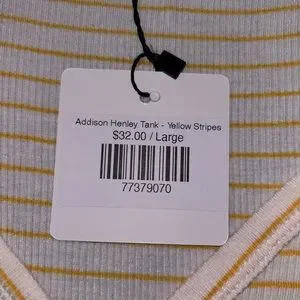 Addison Henley Tank - Yellow Stripes
$32.00 / Large
77379070